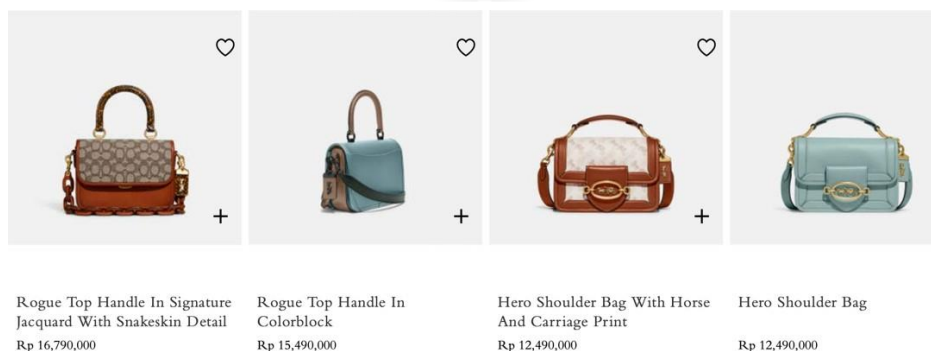 Rogue Top Handle In Signature
Jacquard With Snakeskin Detail
Rp 16,790,000
Rogue Top Handle In
Colorblock
Rp 15,490,000
Hero Shoulder Bag With Horse
And Carriage Print
Rp 12,490,000
Hero Shoulder Bag
Rp 12,490,000